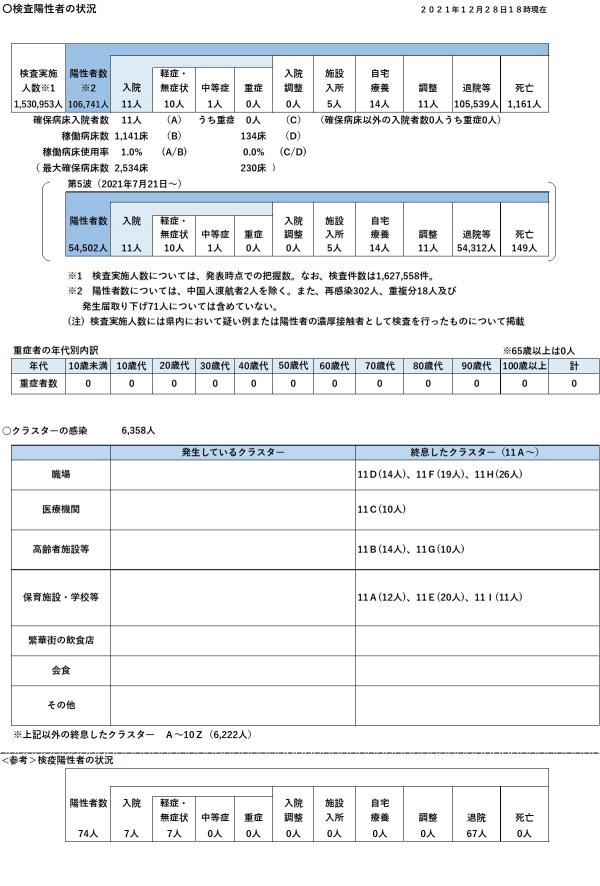 〇検査陽性者の状況 2021年12月28日18時現在
検査実施 陽性者数 入院 軽症・ 中等症 重症 入院 施設 自宅 調整 退院等 死亡
人数※1 ※2 無症状 調整 入所 療養
1,530,953人 106,741人 11人 10人 1人 0人 0人 5人 14人 11人 105,539人 1,161人
確保病床入院者数 11人 (A) うち重症 0人 (C) (確保病床以外の入院者数0人うち重症0人)
稼働病床数 1,141床 (B) 134床 (D)
稼働病床使用率 1.0% (A/B) 0.0% (C/D)
(最大確保病床数 2,534床 230床 )
第5波(2021年7月21日~)
陽性者数 入院 軽症・ 中等症 重症 入院 施設 自宅 調整 退院等 死亡
無症状 調整 入所 療養
54,502人 11人 10人 1人 0人 0人 5人 14人 11人 54,312人 149人
※1 検査実施人数については、発表時点での把握数。なお、検査件数は1,627,558件。
※2 陽性者数については、中国人渡航者2人を除く。また、再感染302人、重複分18人及び
発生届取り下げ71人については含めていない。
(注) 検査実施人数には県内において疑い例または陽性者の濃厚接触者として検査を行ったものについて掲載
重症者の年代別内訳 ※65歳以上は0人
年代 10歳未満 10歳代 20歳代 30歳代 40歳代 50歳代 60歳代 70歳代 80歳代 90歳代 100歳以上 計
重症者数 0 0 0 0 0 0 0 0 0 0 0 0
〇クラスターの感染 6,358人
発生しているクラスター 終息したクラスター(11A~)
職場 11D(14人)、11F(19人)、11H(26人)
医療機関 11C(10人)
高齢者施設等 11B(14人)、11G(10人)
保育施設・学校等 11A(12人)、11E(20人)、11I(11人)
繁華街の飲食店
会食
その他
※上記以外の終息したクラスター A~10Z(6,222人)
<参考>検疫陽性者の状況
陽性者数 入院 軽症・ 中等症 重症 入院 施設 自宅 調整 退院 死亡
無症状 調整 入所 療養
74人 7人 7人 0人 0人 0人 0人 0人 0人 67人 0人